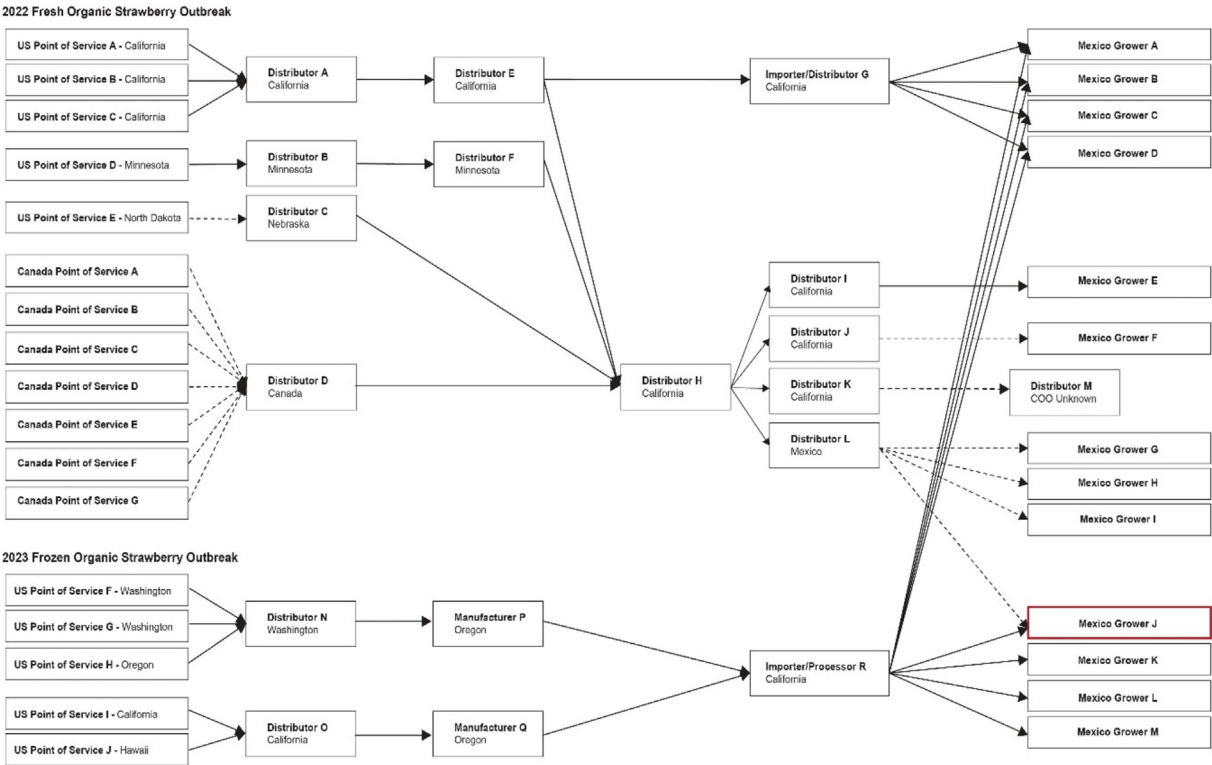 2022 Fresh Organic Strawberry Outbreak
US Point of Service A - California
US Point of Service B - California
US Point of Service C - California
US Point of Service D - Minnesota
US Point of Service E - North Dakota
Canada Point of Service A
Canada Point of Service B
Canada Point of Service C
Canada Point of Service D
Canada Point of Service E
Canada Point of Service F
Canada Point of Service G
Distributor A
California
Distributor B
Minnesota
Distributor C
Nebraska
Distributor D
Canada
Distributor E
California
Distributor F
Minnesota
Distributor H
California
Importer/Distributor G
California
Distributor I
California
Distributor J
California
Distributor K
California
Distributor L
Mexico
Mexico Grower A
Mexico Grower B
Mexico Grower C
Mexico Grower D
Mexico Grower E
Mexico Grower F
Distributor M
COO Unknown
Mexico Grower G
Mexico Grower H
Mexico Grower I
2023 Frozen Organic Strawberry Outbreak
US Point of Service F - Washington
US Point of Service G - Washington
US Point of Service H - Oregon
US Point of Service I - California
US Point of Service J - Hawaii
Distributor N
Washington
Distributor O
California
Manufacturer P
Oregon
Manufacturer Q
Oregon
Importer/Processor R
California
Mexico Grower J
Mexico Grower K
Mexico Grower L
Mexico Grower M